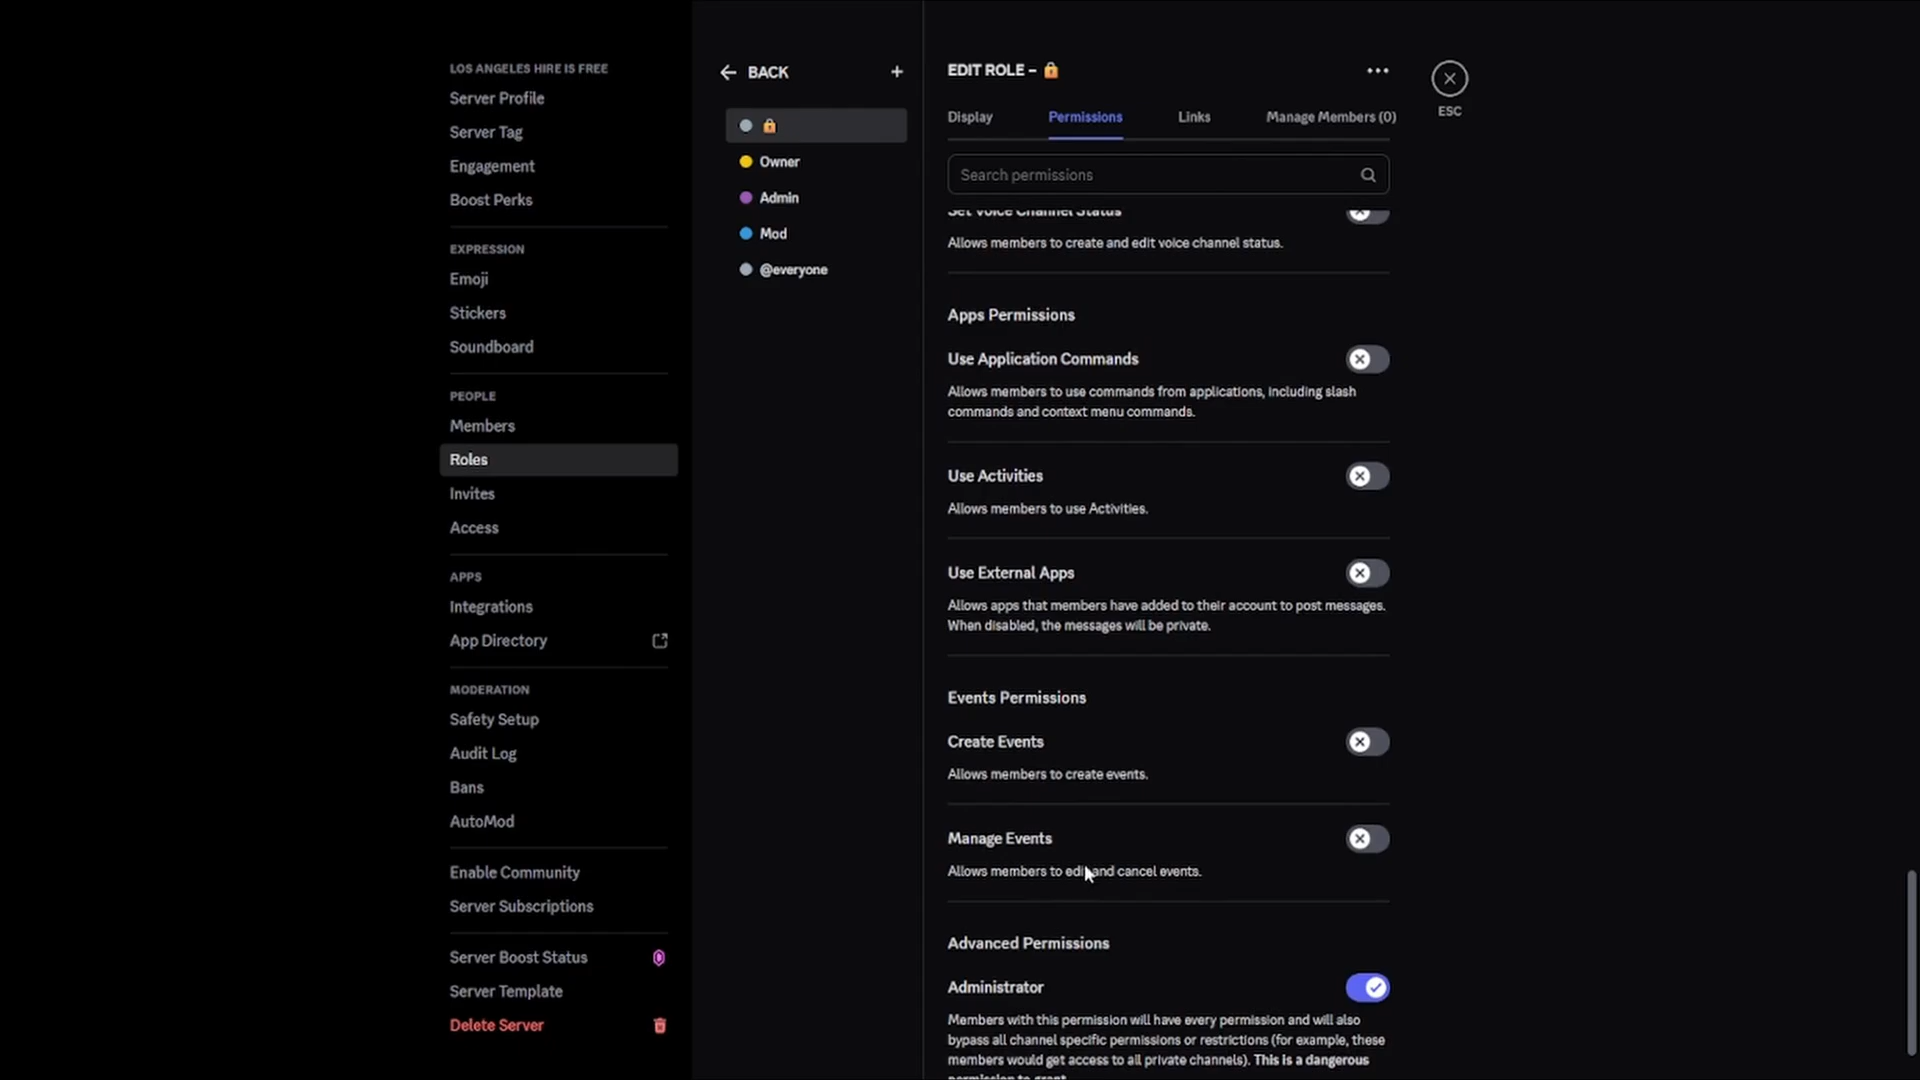 LOS ANGELES HIRE IS FREE
Server Profile
Server Tag
Engagement
Boost Perks
EXPRESSION
Emoji
Stickers
Soundboard
PEOPLE
Members
Roles
Invites
Access
APPS
Integrations
App Directory
MODERATION
Safety Setup
Audit Log
Bans
AutoMod
Enable Community
Server Subscriptions
Server Boost Status
Server Template
Delete Server
BACK
Owner
Admin
Mod
@everyone
EDIT ROLE - 🔒
ESC
Display Permissions Links Manage Members (0)
Search permissions
Set Voice Channel Status
Allows members to create and edit voice channel status.
Apps Permissions
Use Application Commands
Allows members to use commands from applications, including slash
commands and context menu commands.
Use Activities
Allows members to use Activities.
Use External Apps
Allows apps that members have added to their account to post messages.
When disabled, the messages will be private.
Events Permissions
Create Events
Allows members to create events.
Manage Events
Allows members to edit and cancel events.
Advanced Permissions
Administrator
Members with this permission will have every permission and will also
bypass all channel specific permissions or restrictions (for example, these
members would get access to all private channels). This is a dangerous
permission to grant.